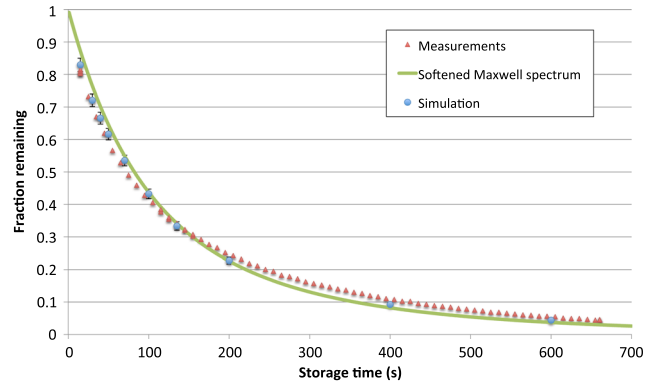 1
0.9
0.8
0.7
0.6
0.5
0.4
0.3
0.2
0.1
0
Fraction remaining
Measurements
Softened Maxwell spectrum
Simulation
0 100 200 300 400 500 600 700
Storage time (s)